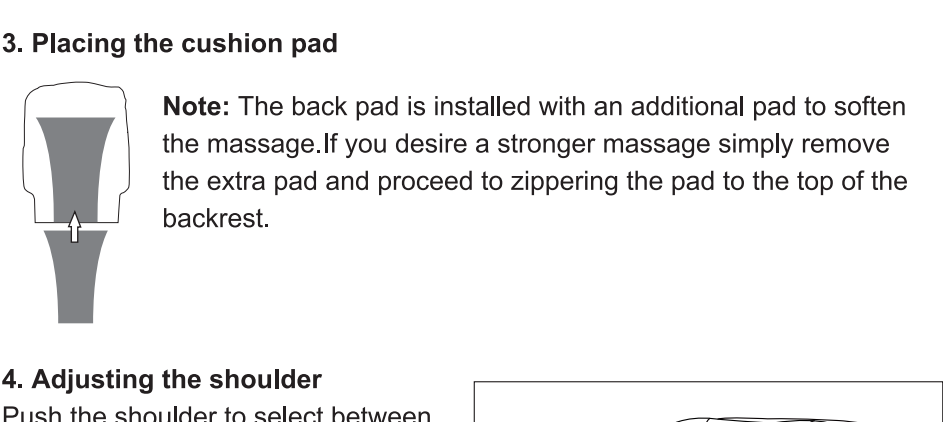 3. Placing the cushion pad
Note: The back pad is installed with an additional pad to soften
the massage.If you desire a stronger massage simply remove
the extra pad and proceed to zippering the pad to the top of the
backrest.
4. Adjusting the shoulder
Push the shoulder to select between